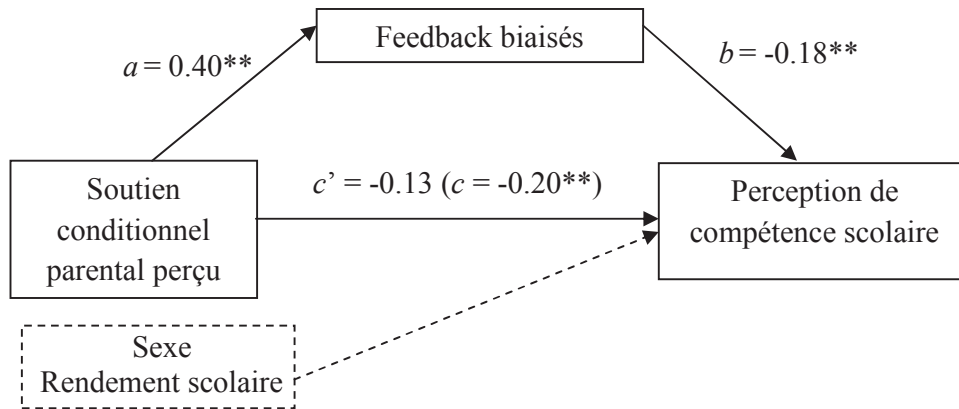 Feedback biaisés
a = 0.40**
b = -0.18**
c’ = -0.13 (c = -0.20**)
Soutien
conditionnel
parental perçu
Perception de
compétence scolaire
Sexe
Rendement scolaire